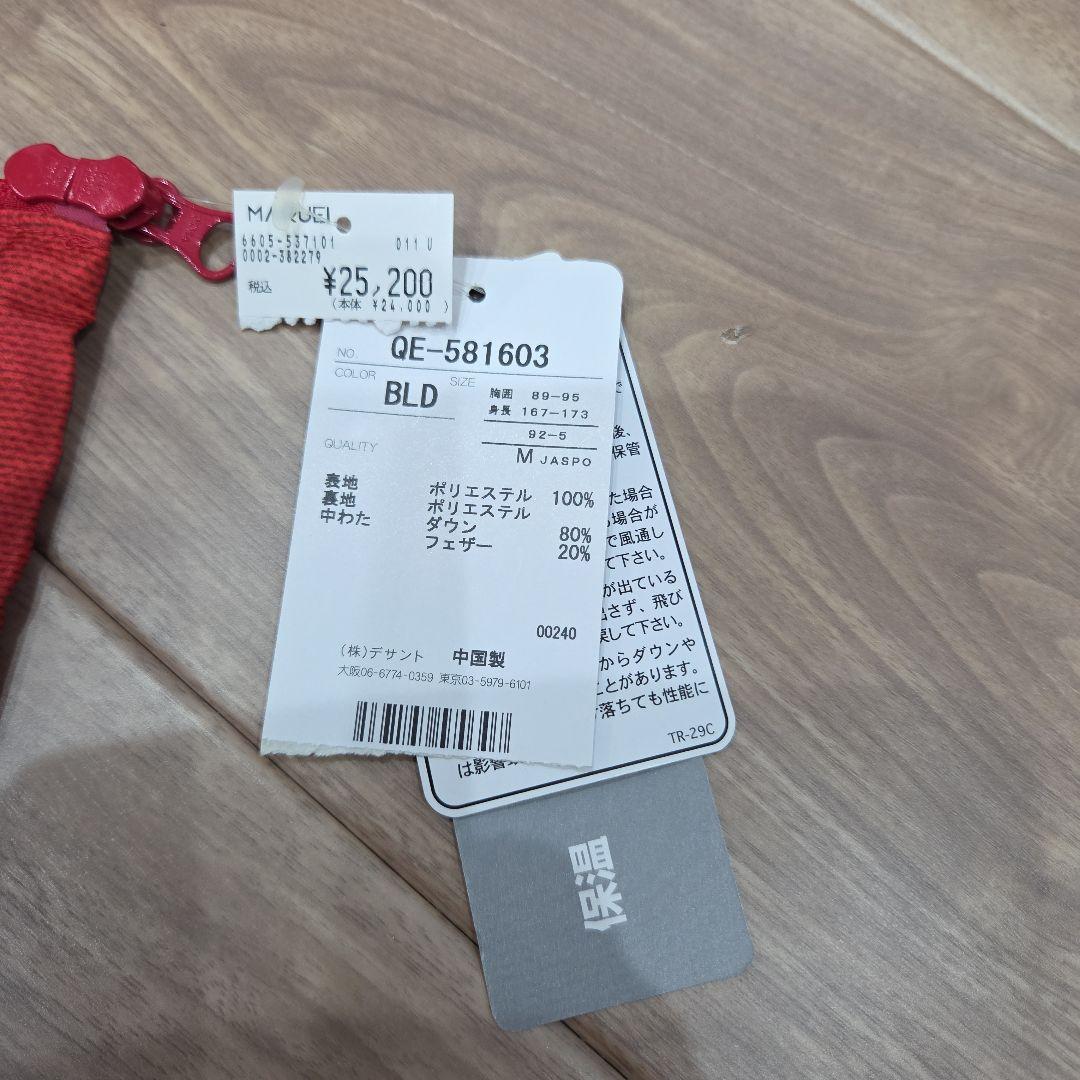 6605-537101 011 U
0002-382279
税込 ¥25,200
(本体 ¥24,000 )
NO. QE-581603
COLOR BLD SIZE
胸囲 89-95
身長 167-173
92-5
M JASPO
QUALITY
表地 ポリエステル 100%
裏地 ポリエステル
中わた ダウン 80%
フェザー 20%
00240
(株)デサント 中国製
大阪06-6774-0359 東京03-5979-6101
で
後、
保管
た場合
場合が
で風通し
て下さい。
が出ている
出さず、飛び
戻して下さい。
からダウンや
ことがあります。
落ちても性能に
は影響
TR-29C
保温